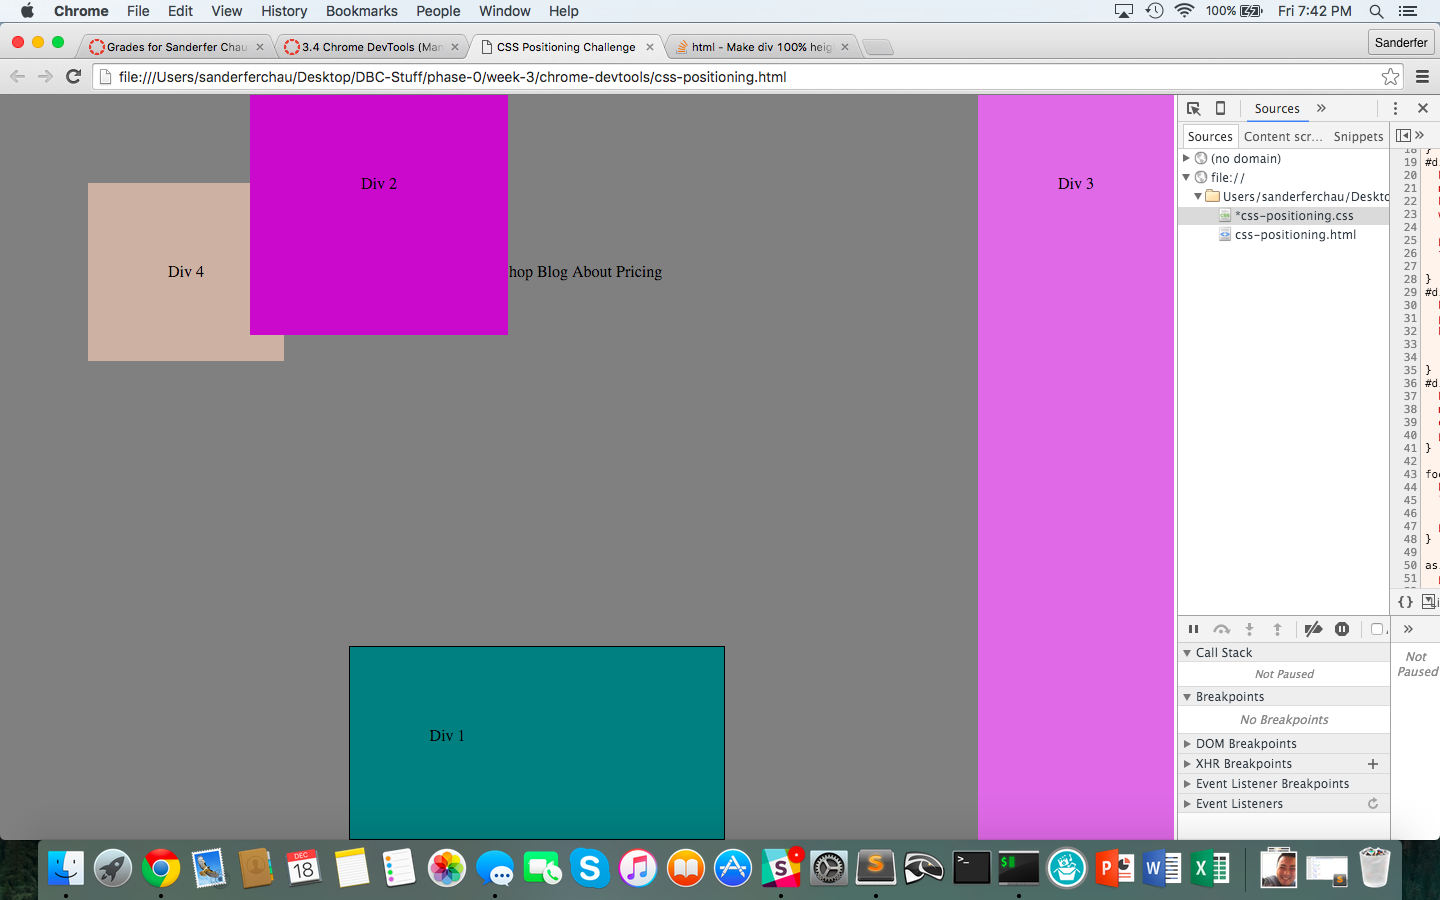 Chrome File Edit View History Bookmarks People Window Help 100% Fri 7:42 PM
Grades for Sanderfer Chau
3.4 Chrome DevTools (Man
CSS Positioning Challenge
html - Make div 100% heig
Sanderfer
file:///Users/sanderferchau/Desktop/DBC-Stuff/phase-0/week-3/chrome-devtools/css-positioning.html
Div 2
Div 3
Div 4
hop Blog About Pricing
Div 1
Sources »
Sources Content scr... Snippets »
(no domain)
file://
Users/sanderferchau/Deskto
*css-positioning.css
css-positioning.html
18 }
19 #d
20
21
22
23
24
25
26
27
28 }
29 #d
30
31
32
33
34
35 }
36 #d
37
38
39
40
41 }
42
43 foo
44
45
46
47
48 }
49
50 as
51
{ }
»
Call Stack
Not Paused
Breakpoints
No Breakpoints
DOM Breakpoints
XHR Breakpoints +
Event Listener Breakpoints
Event Listeners
Not
Paused
DEC
18